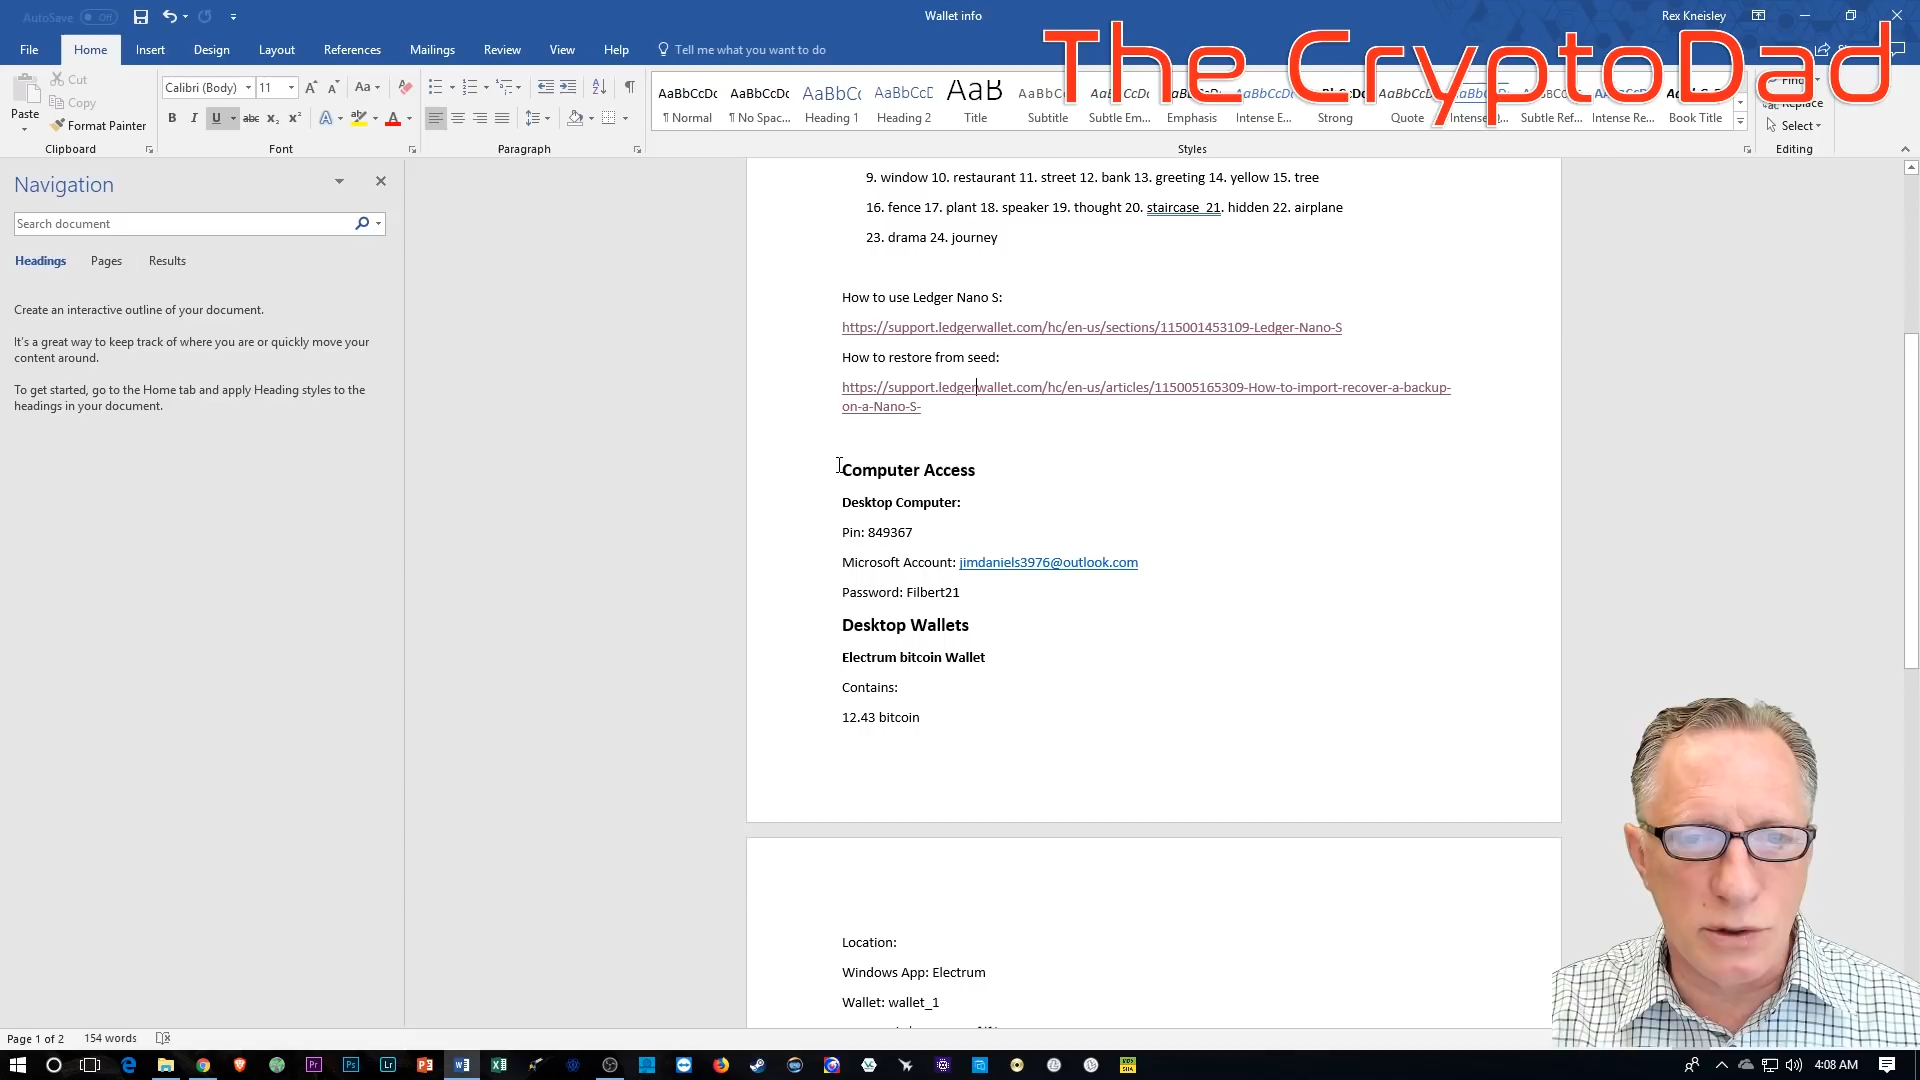 AutoSave Off
Wallet info
Rex Kneisley
The CryptoDad
File Home Insert Design Layout References Mailings Review View Help Tell me what you want to do
Cut
Copy
Paste
Format Painter
Calibri (Body) 11
Clipboard
Font
Paragraph
Styles
Editing
AaBbCcDc AaBbCcDc AaBbCc AaBbCcD AaB
¶ Normal ¶ No Spac... Heading 1 Heading 2 Title Subtitle Subtle Em... Emphasis Intense E... Strong Quote Intense Q... Subtle Ref... Intense Re... Book Title
Find
Replace
Select
Navigation
Search document
Headings Pages Results
Create an interactive outline of your document.
It's a great way to keep track of where you are or quickly move your
content around.
To get started, go to the Home tab and apply Heading styles to the
headings in your document.
9. window 10. restaurant 11. street 12. bank 13. greeting 14. yellow 15. tree
16. fence 17. plant 18. speaker 19. thought 20. staircase 21. hidden 22. airplane
23. drama 24. journey
How to use Ledger Nano S:
https://support.ledgerwallet.com/hc/en-us/sections/115001453109-Ledger-Nano-S
How to restore from seed:
https://support.ledgerwallet.com/hc/en-us/articles/115005165309-How-to-import-recover-a-backup-
on-a-Nano-S-
Computer Access
Desktop Computer:
Pin: 849367
Microsoft Account: jimdaniels3976@outlook.com
Password: Filbert21
Desktop Wallets
Electrum bitcoin Wallet
Contains:
12.43 bitcoin
Location:
Windows App: Electrum
Wallet: wallet_1
Page 1 of 2 154 words
4:08 AM